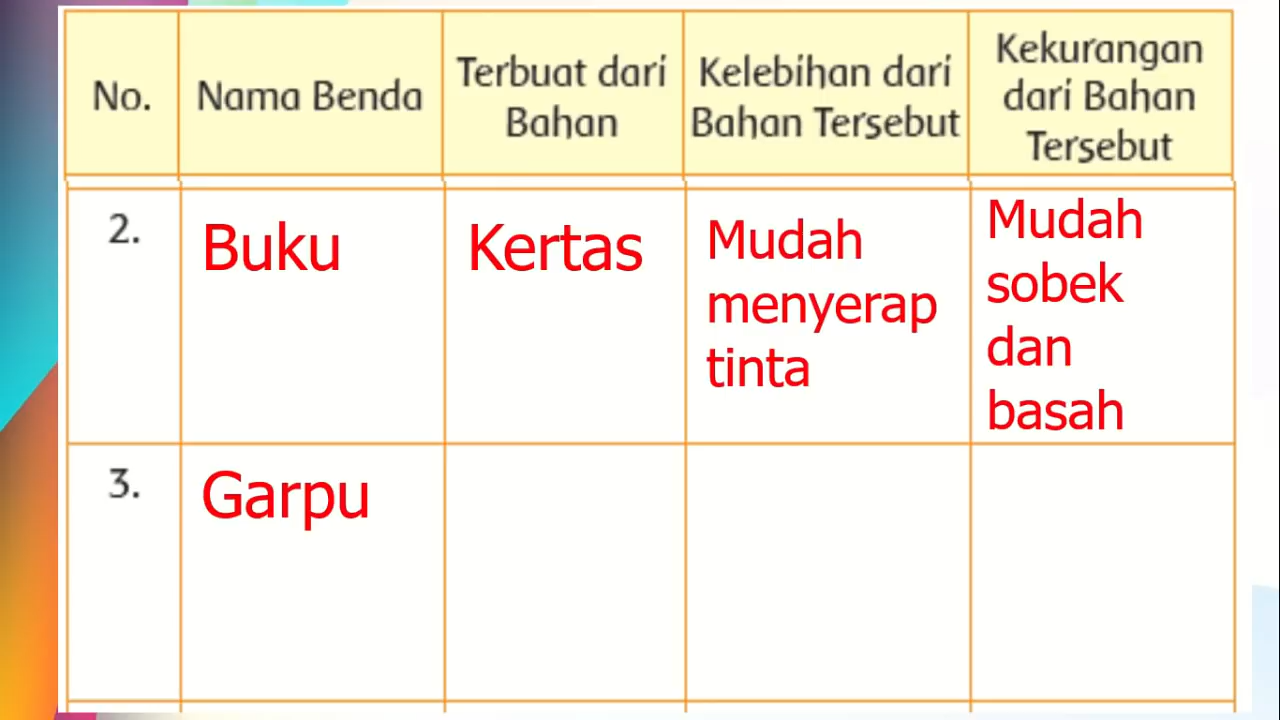 No.
Nama Benda
Terbuat dari
Bahan
Kelebihan dari
Bahan Tersebut
Kekurangan
dari Bahan
Tersebut
2.
Buku
Kertas
Mudah
menyerap
tinta
Mudah
sobek
dan
basah
3.
Garpu